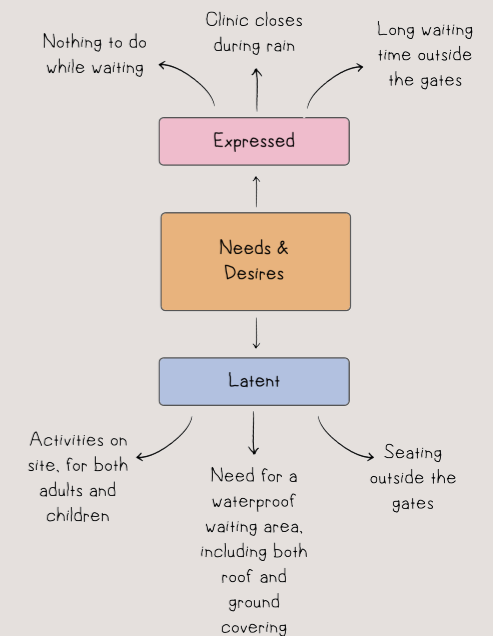 Clinic closes
during rain
Nothing to do
while waiting
Long waiting
time outside
the gates
Expressed
Needs &
Desires
Latent
Activities on
site, for both
adults and
children
Need for a
waterproof
waiting area,
including both
roof and
ground
covering
Seating
outside the
gates